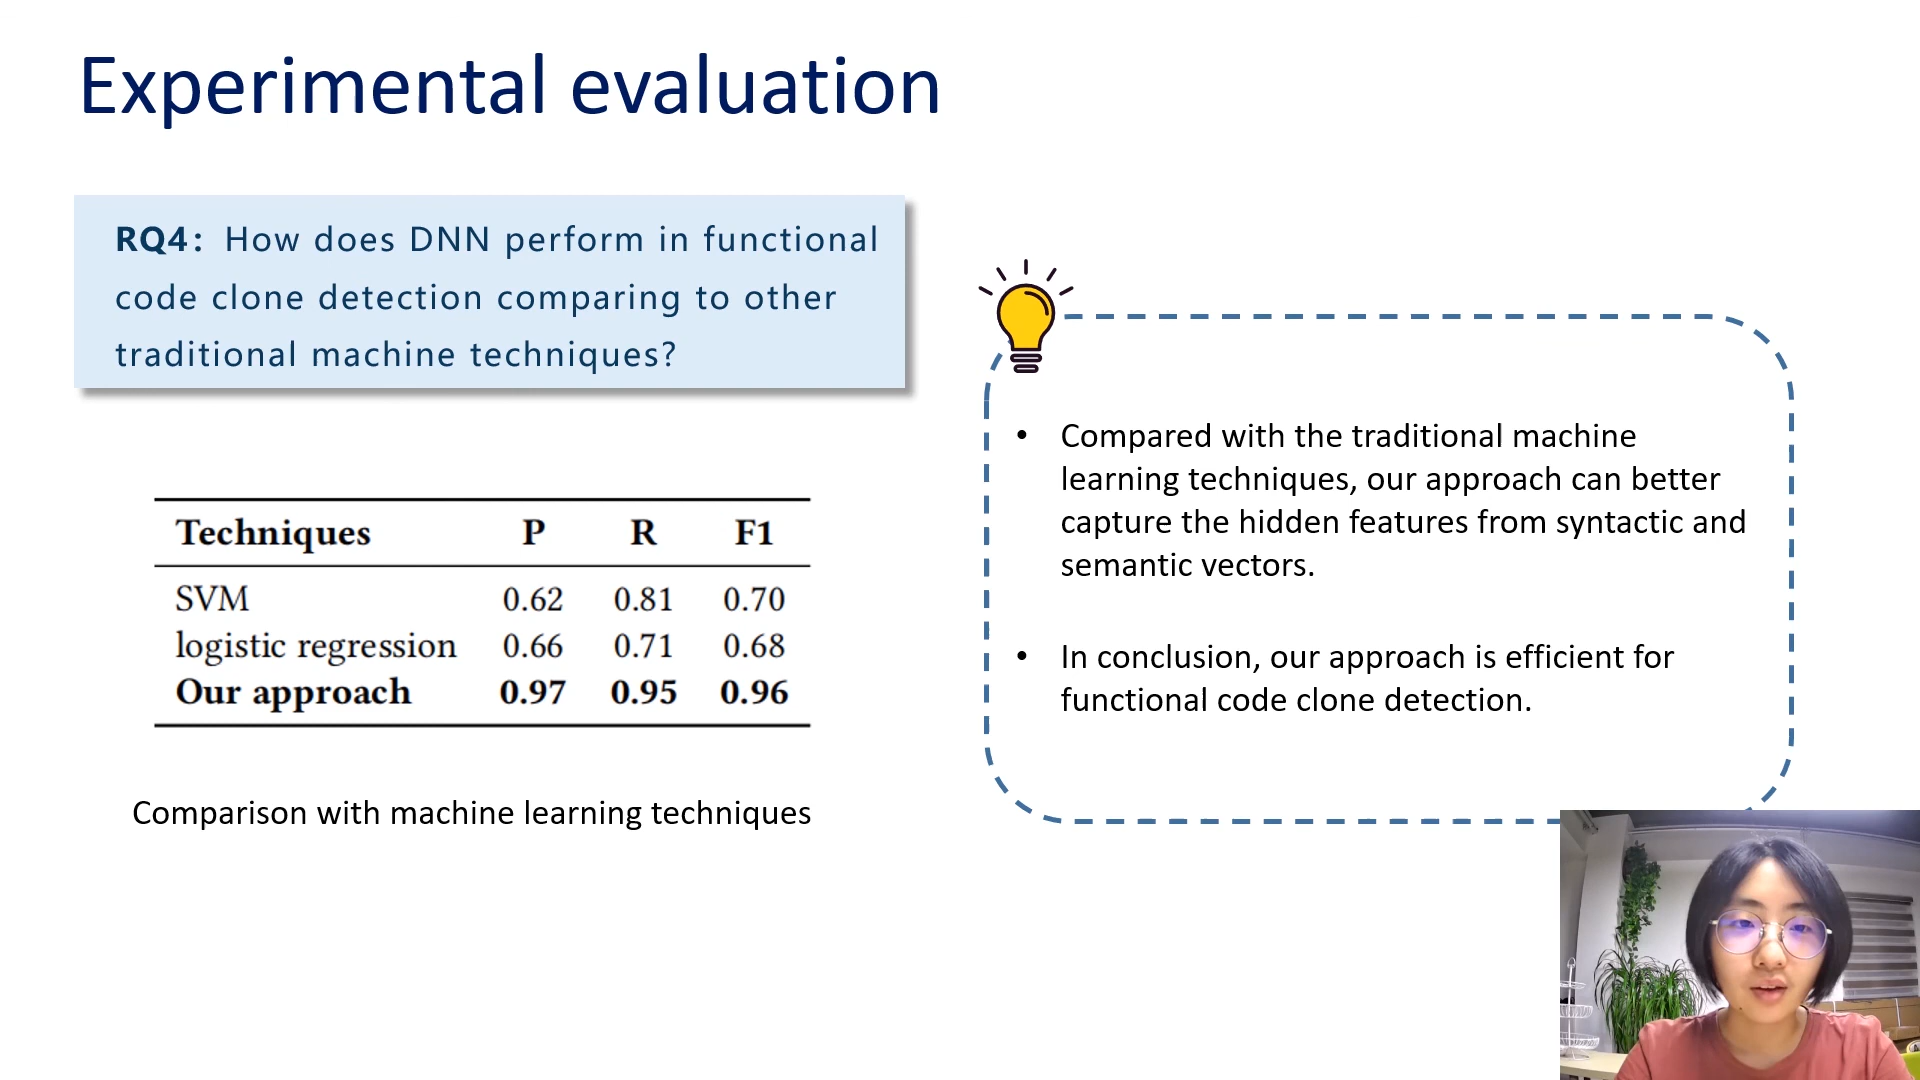 Experimental evaluation
RQ4: How does DNN perform in functional
code clone detection comparing to other
traditional machine techniques?
Techniques P R F1
SVM 0.62 0.81 0.70
logistic regression 0.66 0.71 0.68
Our approach 0.97 0.95 0.96
Comparison with machine learning techniques
• Compared with the traditional machine
learning techniques, our approach can better
capture the hidden features from syntactic and
semantic vectors.
• In conclusion, our approach is efficient for
functional code clone detection.